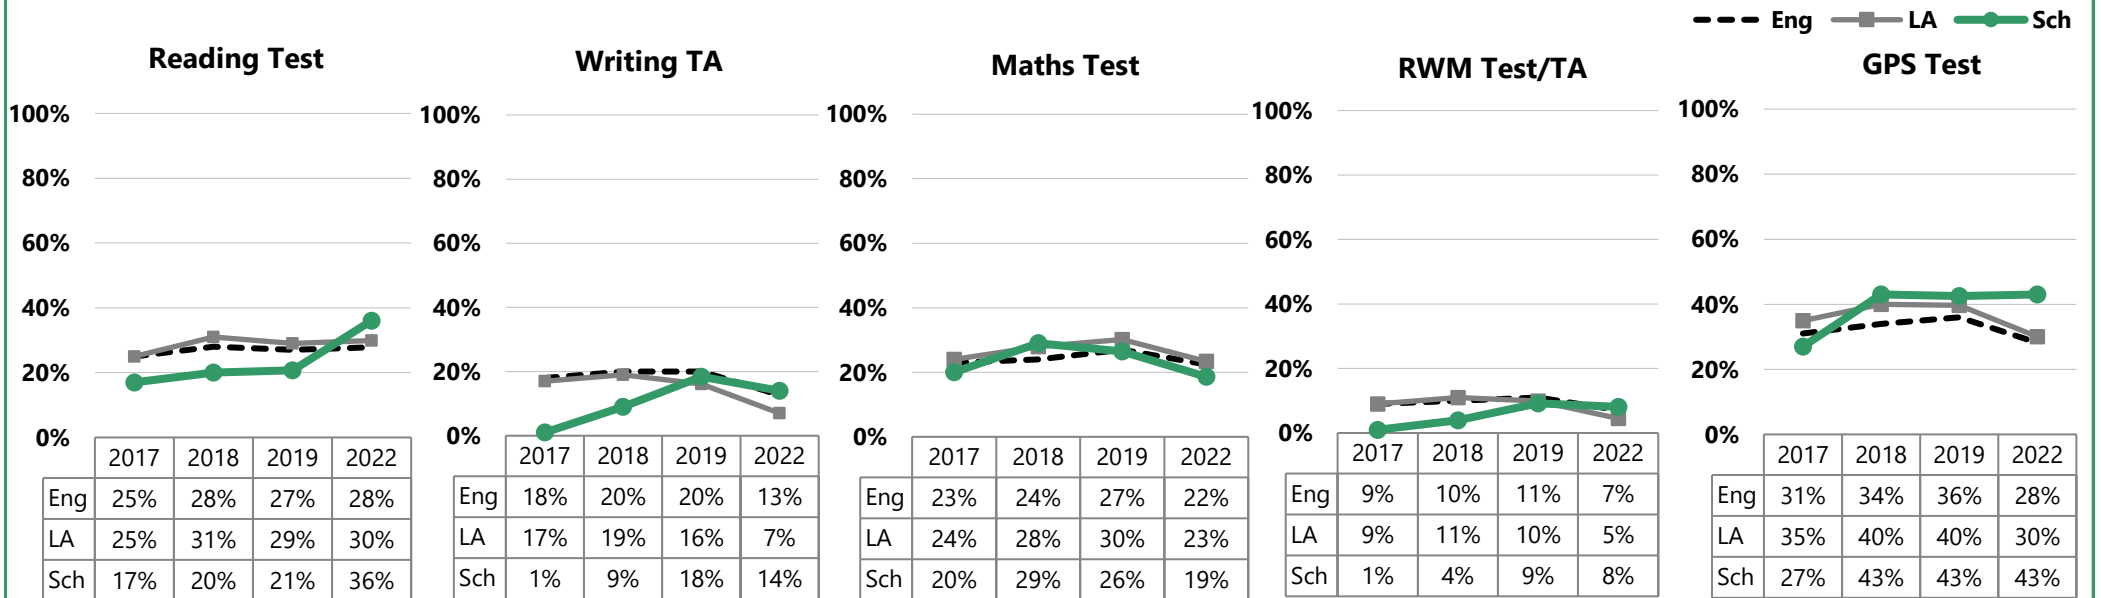 Eng LA Sch
Reading Test
100%
80%
60%
40%
20%
0%
2017 2018 2019 2022
Eng 25% 28% 27% 28%
LA 25% 31% 29% 30%
Sch 17% 20% 21% 36%
Writing TA
100%
80%
60%
40%
20%
0%
2017 2018 2019 2022
Eng 18% 20% 20% 13%
LA 17% 19% 16% 7%
Sch 1% 9% 18% 14%
Maths Test
100%
80%
60%
40%
20%
0%
2017 2018 2019 2022
Eng 23% 24% 27% 22%
LA 24% 28% 30% 23%
Sch 20% 29% 26% 19%
RWM Test/TA
100%
80%
60%
40%
20%
0%
2017 2018 2019 2022
Eng 9% 10% 11% 7%
LA 9% 11% 10% 5%
Sch 1% 4% 9% 8%
GPS Test
100%
80%
60%
40%
20%
0%
2017 2018 2019 2022
Eng 31% 34% 36% 28%
LA 35% 40% 40% 30%
Sch 27% 43% 43% 43%